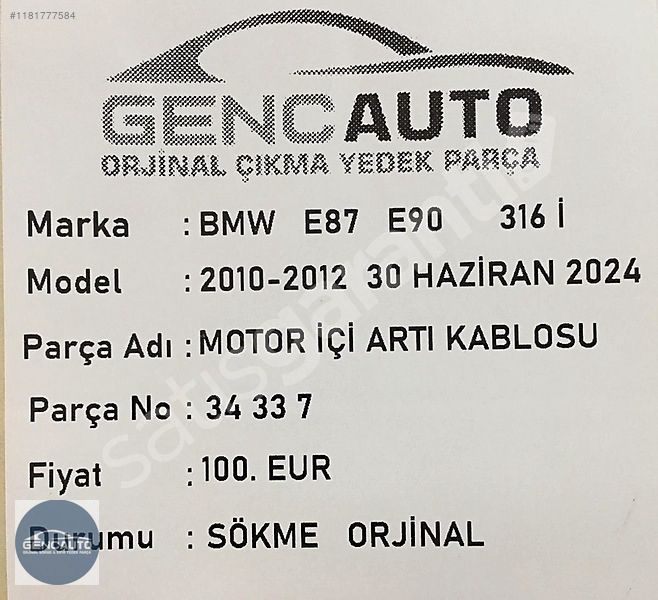 #1181777584
GENC AUTO
ORJİNAL ÇIKMA YEDEK PARÇA
Marka : BMW E87 E90 316 İ
Model : 2010-2012 30 HAZİRAN 2024
Parça Adı : MOTOR İÇİ ARTI KABLOSU
Parça No : 34 33 7
Fiyat : 100. EUR
Durumu : SÖKME ORJİNAL
GENCAUTO